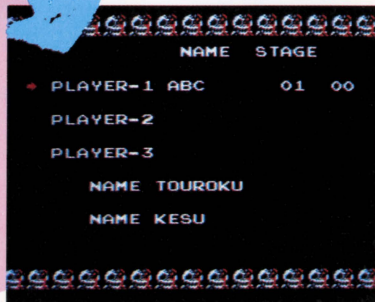 NAME STAGE
PLAYER-1 ABC 01 00
PLAYER-2
PLAYER-3
NAME TOUROKU
NAME KESU